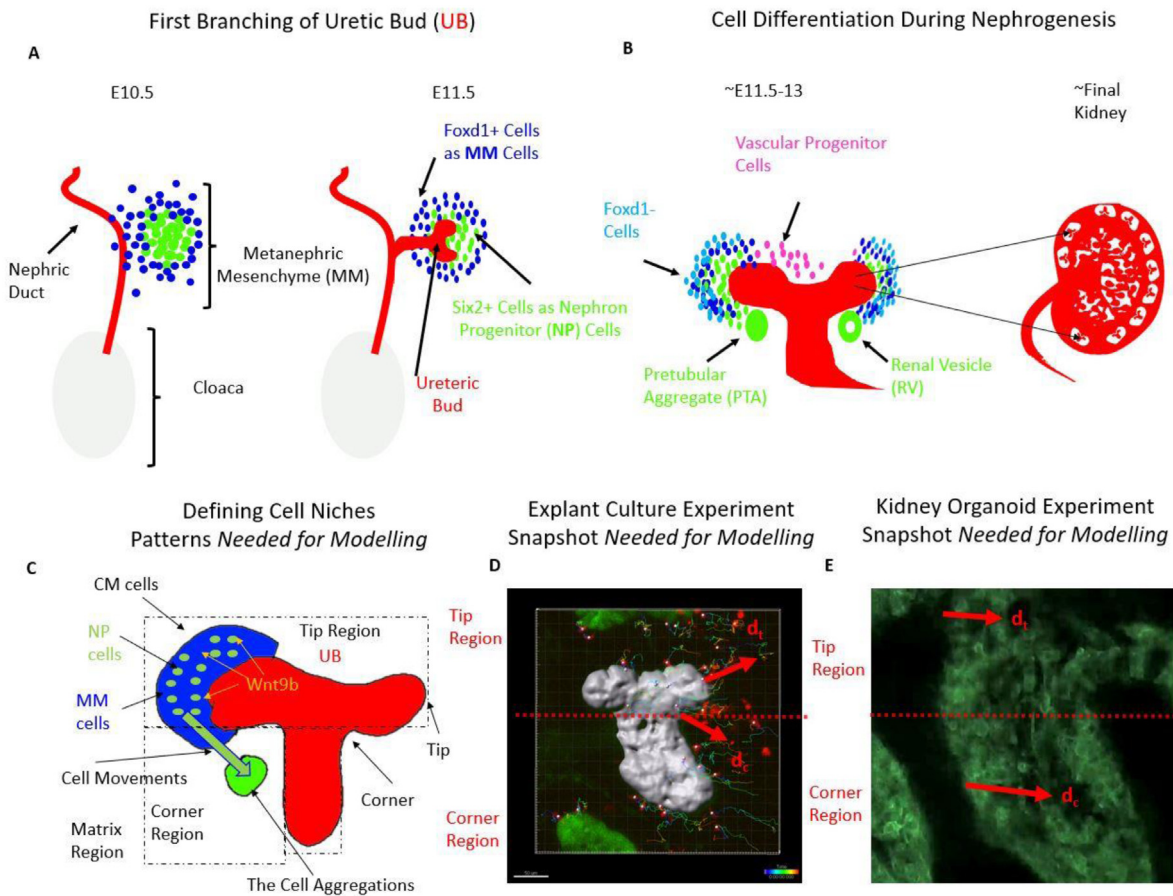 First Branching of Uretic Bud (UB)
A
E10.5
E11.5
Foxd1+ Cells
as MM Cells
Nephric
Duct
Metanephric
Mesenchyme (MM)
Six2+ Cells as Nephron
Progenitor (NP) Cells
Cloaca
Ureteric
Bud
Cell Differentiation During Nephrogenesis
B
~E11.5-13
~Final
Kidney
Vascular Progenitor
Cells
Foxd1-
Cells
Pretubular
Aggregate (PTA)
Renal Vesicle
(RV)
Defining Cell Niches
Patterns Needed for Modelling
C
CM cells
NP
cells
MM
cells
Tip Region
UB
Wnt9b
Tip
Cell Movements
Corner
Corner
Region
Matrix
Region
The Cell Aggregations
Explant Culture Experiment
Snapshot Needed for Modelling
D
Tip
Region
dt
dc
Corner
Region
50 µm
Kidney Organoid Experiment
Snapshot Needed for Modelling
E
dt
Tip
Region
Corner
Region
dc